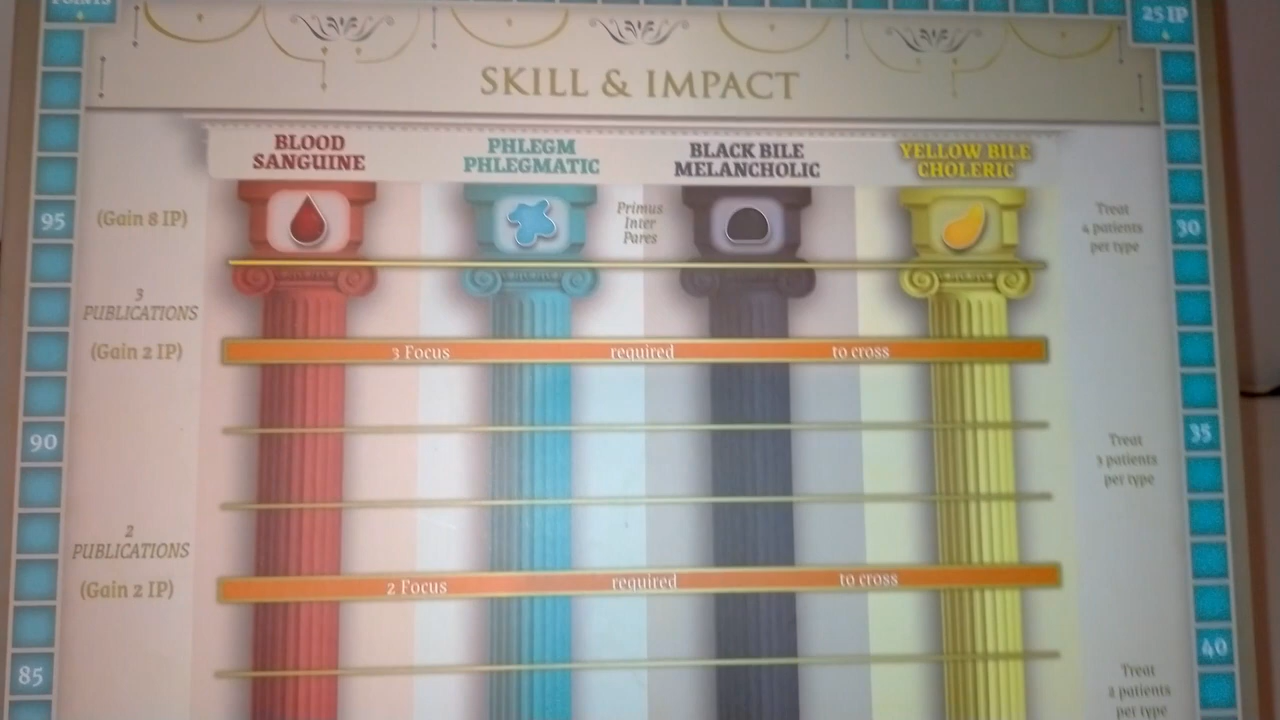 POINTS
25 IP
SKILL & IMPACT
BLOOD
SANGUINE
PHLEGM
PHLEGMATIC
BLACK BILE
MELANCHOLIC
YELLOW BILE
CHOLERIC
95
(Gain 8 IP)
Primus
Inter
Pares
Treat
4 patients
per type
30
3
PUBLICATIONS
(Gain 2 IP)
3 Focus required to cross
90
35
Treat
3 patients
per type
2
PUBLICATIONS
(Gain 2 IP)
2 Focus required to cross
40
85
Treat
2 patients
per type